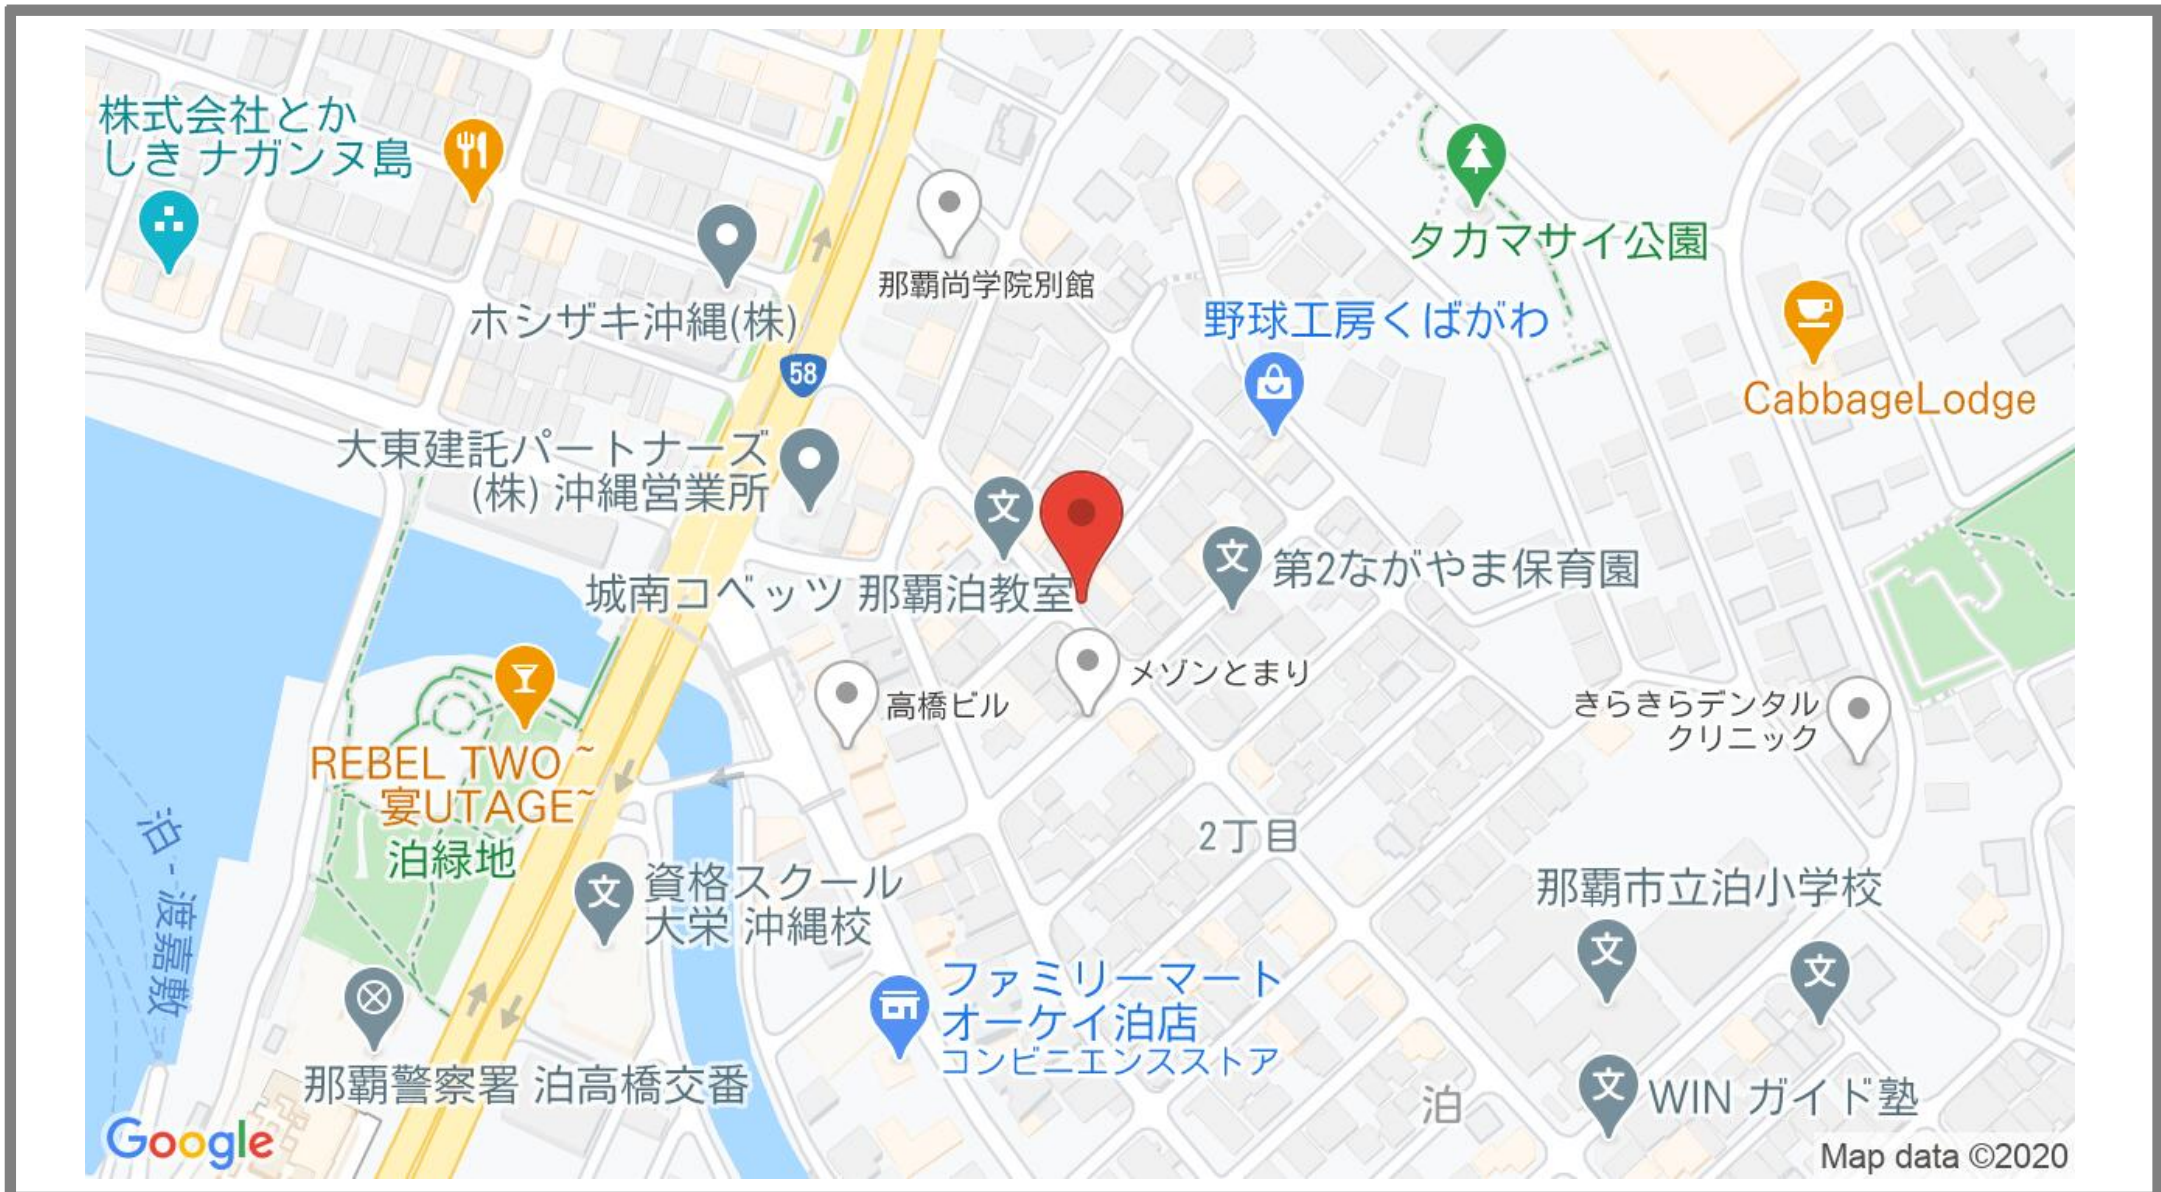 株式会社とか
しき ナガンヌ島
タカマサイ公園
那覇尚学院別館
ホシザキ沖縄(株)
野球工房くばがわ
58
CabbageLodge
大東建託パートナーズ
(株) 沖縄営業所
文
文
第2ながやま保育園
城南コベッツ 那覇泊教室
メゾンとまり
高橋ビル
きらきらデンタル
クリニック
REBEL TWO ~
宴UTAGE~
泊緑地
泊 - 渡嘉敷
2丁目
文
資格スクール
大栄 沖縄校
那覇市立泊小学校
文
文
ファミリーマート
オーケイ泊店
コンビニエンスストア
那覇警察署 泊高橋交番
文
WIN ガイド塾
泊
Google
Map data ©2020